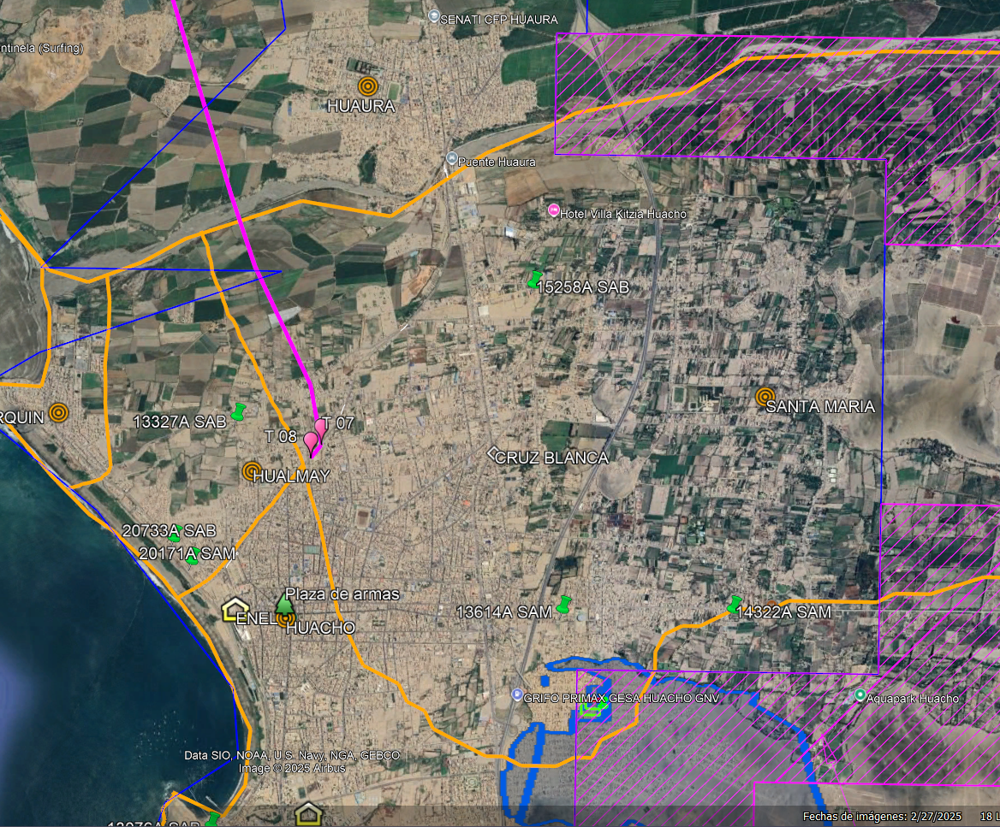 SENATI CFP HUAURA
ntinela (Surfing)
HUAURA
Puente Huaura
Hotel Villa Kitzia Huacho
15258A SAB
SANTA MARIA
RQUIN
13327A SAB
T 07
T 08
CRUZ BLANCA
HUALMAY
20733A SAB
20171A SAM
Plaza de armas
13614A SAM
14322A SAM
ENEL
HUACHO
GRIFO PRIMAX GESA HUACHO GNV
Aquapark Huacho
Data SIO, NOAA, U.S. Navy, NGA, GEBCO
Image © 2025 Airbus
Fechas de imágenes: 2/27/2025 18 L